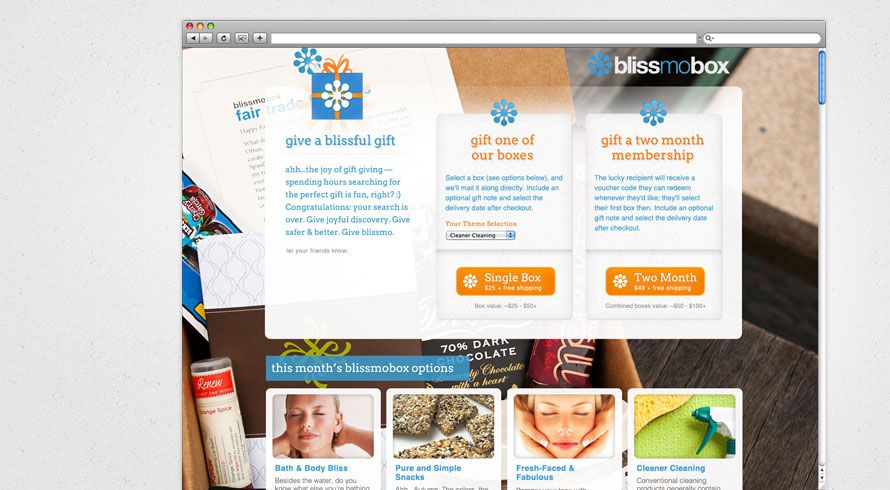 blissmobox
blissmobox
fair trade
give a blissful gift
ahh...the joy of gift giving —
spending hours searching for
the perfect gift is fun, right? :)
Congratulations: your search is
over. Give joyful discovery. Give
safer & better. Give blissmo.
let your friends know:
gift one of
our boxes
Select a box (see options below), and
we'll mail it along directly. Include an
optional gift note and select the
delivery date after checkout.
Your Theme Selection
Cleaner Cleaning
Single Box
$25 + free shipping
Box value: ~$25 - $50+
gift a two month
membership
The lucky recipient will receive a
voucher code they can redeem
whenever they'd like; they'll select
their first box then. Include an optional
gift note and select the delivery date
after checkout.
Two Month
$49 + free shipping
Combined boxes value: ~$50 - $100+
70% DARK
CHOCOLATE
Chocolate
with a heart
Renew
Orange Spice
this month's blissmobox options
Bath & Body Bliss
Besides the water, do you
know what else you're bathing
Pure and Simple
Snacks
Ahh, Autumn. The colors, the
Fresh-Faced &
Fabulous
Cleaner Cleaning
Conventional cleaning
products generally contain